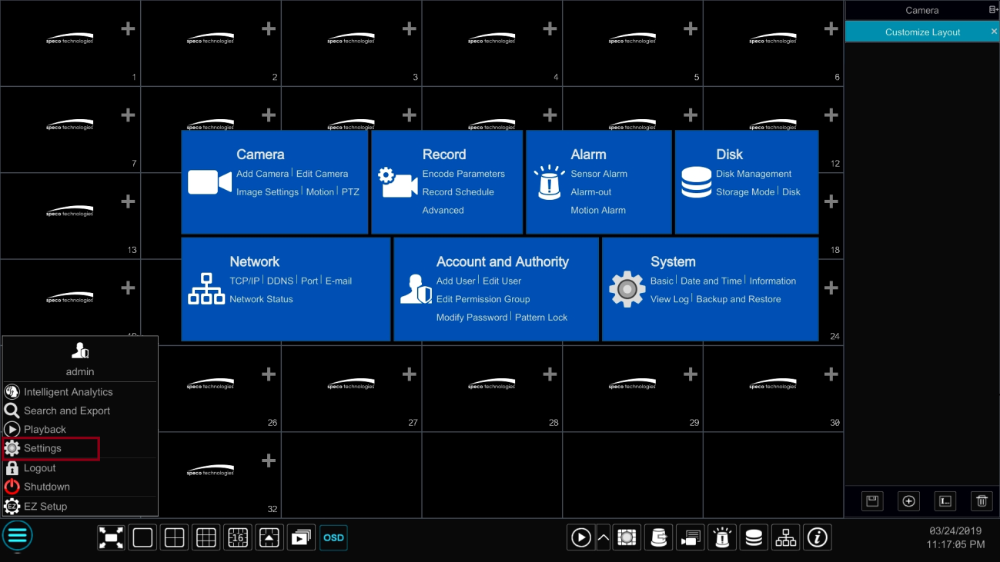 speco technologies
speco technologies
speco technologies
speco technologies
speco technologies
speco technologies
1
2
3
4
5
6
speco technologies
speco technologies
speco technologies
speco technologies
speco technologies
speco technologies
7
12
speco technologies
13
18
speco technologies
24
Camera
Add Camera | Edit Camera
Image Settings | Motion | PTZ
Record
Encode Parameters
Record Schedule
Advanced
Alarm
Sensor Alarm
Alarm-out
Motion Alarm
Disk
Disk Management
Storage Mode | Disk
Network
TCP/IP | DDNS | Port | E-mail
Network Status
Account and Authority
Add User | Edit User
Edit Permission Group
Modify Password | Pattern Lock
System
Basic | Date and Time | Information
View Log | Backup and Restore
admin
Intelligent Analytics
Search and Export
Playback
Settings
Logout
Shutdown
EZ EZ Setup
speco technologies
speco technologies
speco technologies
speco technologies
speco technologies
26
27
28
29
30
speco technologies
32
Camera
Customize Layout ×
I...
16
OSD
03/24/2019
11:17:05 PM